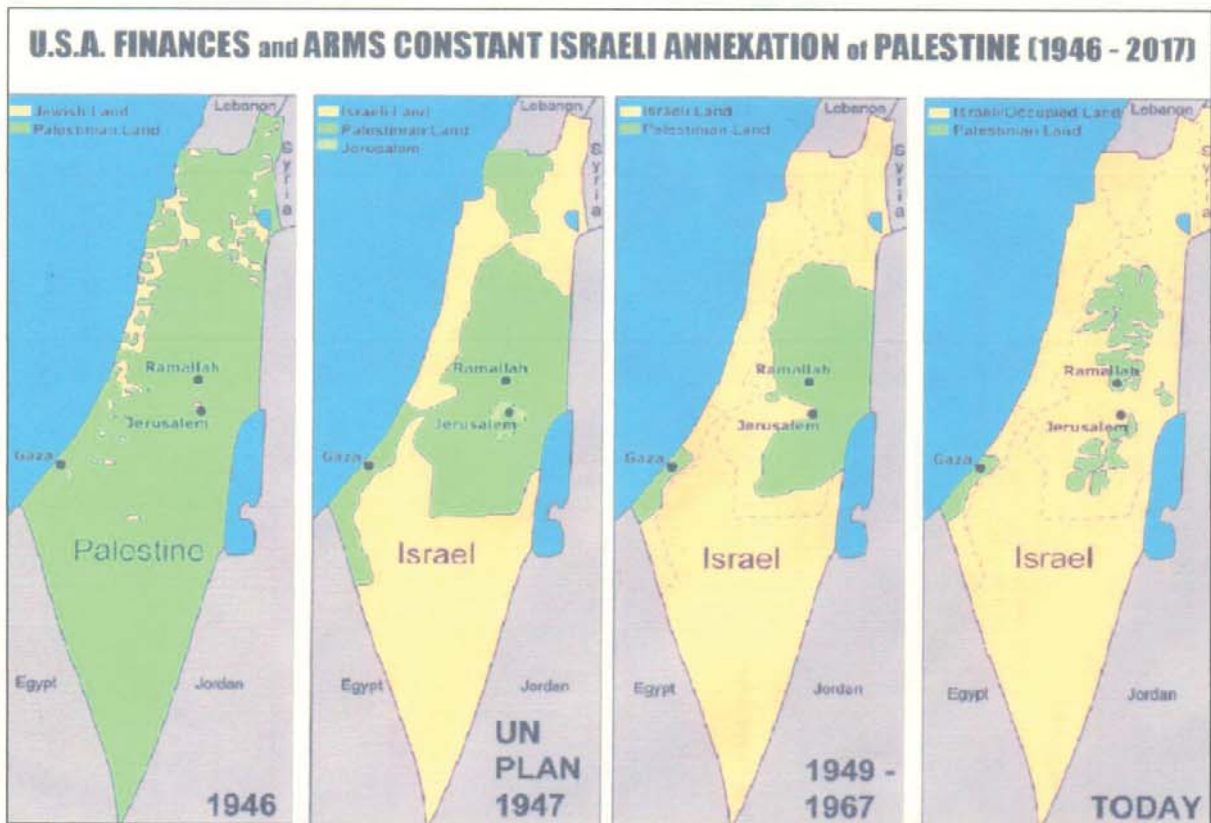 U.S.A. FINANCES and ARMS CONSTANT ISRAELI ANNEXATION of PALESTINE (1946 - 2017)
Jewish Land
Palestinian Land
Lebanon
Syria
Ramallah
Jerusalem
Gaza
Palestine
Egypt
Jordan
1946
Israeli Land
Palestinian Land
Jerusalem
Lebanon
Syria
Ramallah
Jerusalem
Gaza
Israel
Egypt
Jordan
UN
PLAN
1947
Israeli Land
Palestinian Land
Lebanon
Syria
Ramallah
Jerusalem
Gaza
Israel
Egypt
Jordan
1949 -
1967
Israeli/Occupied Land
Palestinian Land
Lebanon
Syria
Ramallah
Jerusalem
Gaza
Israel
Egypt
Jordan
TODAY